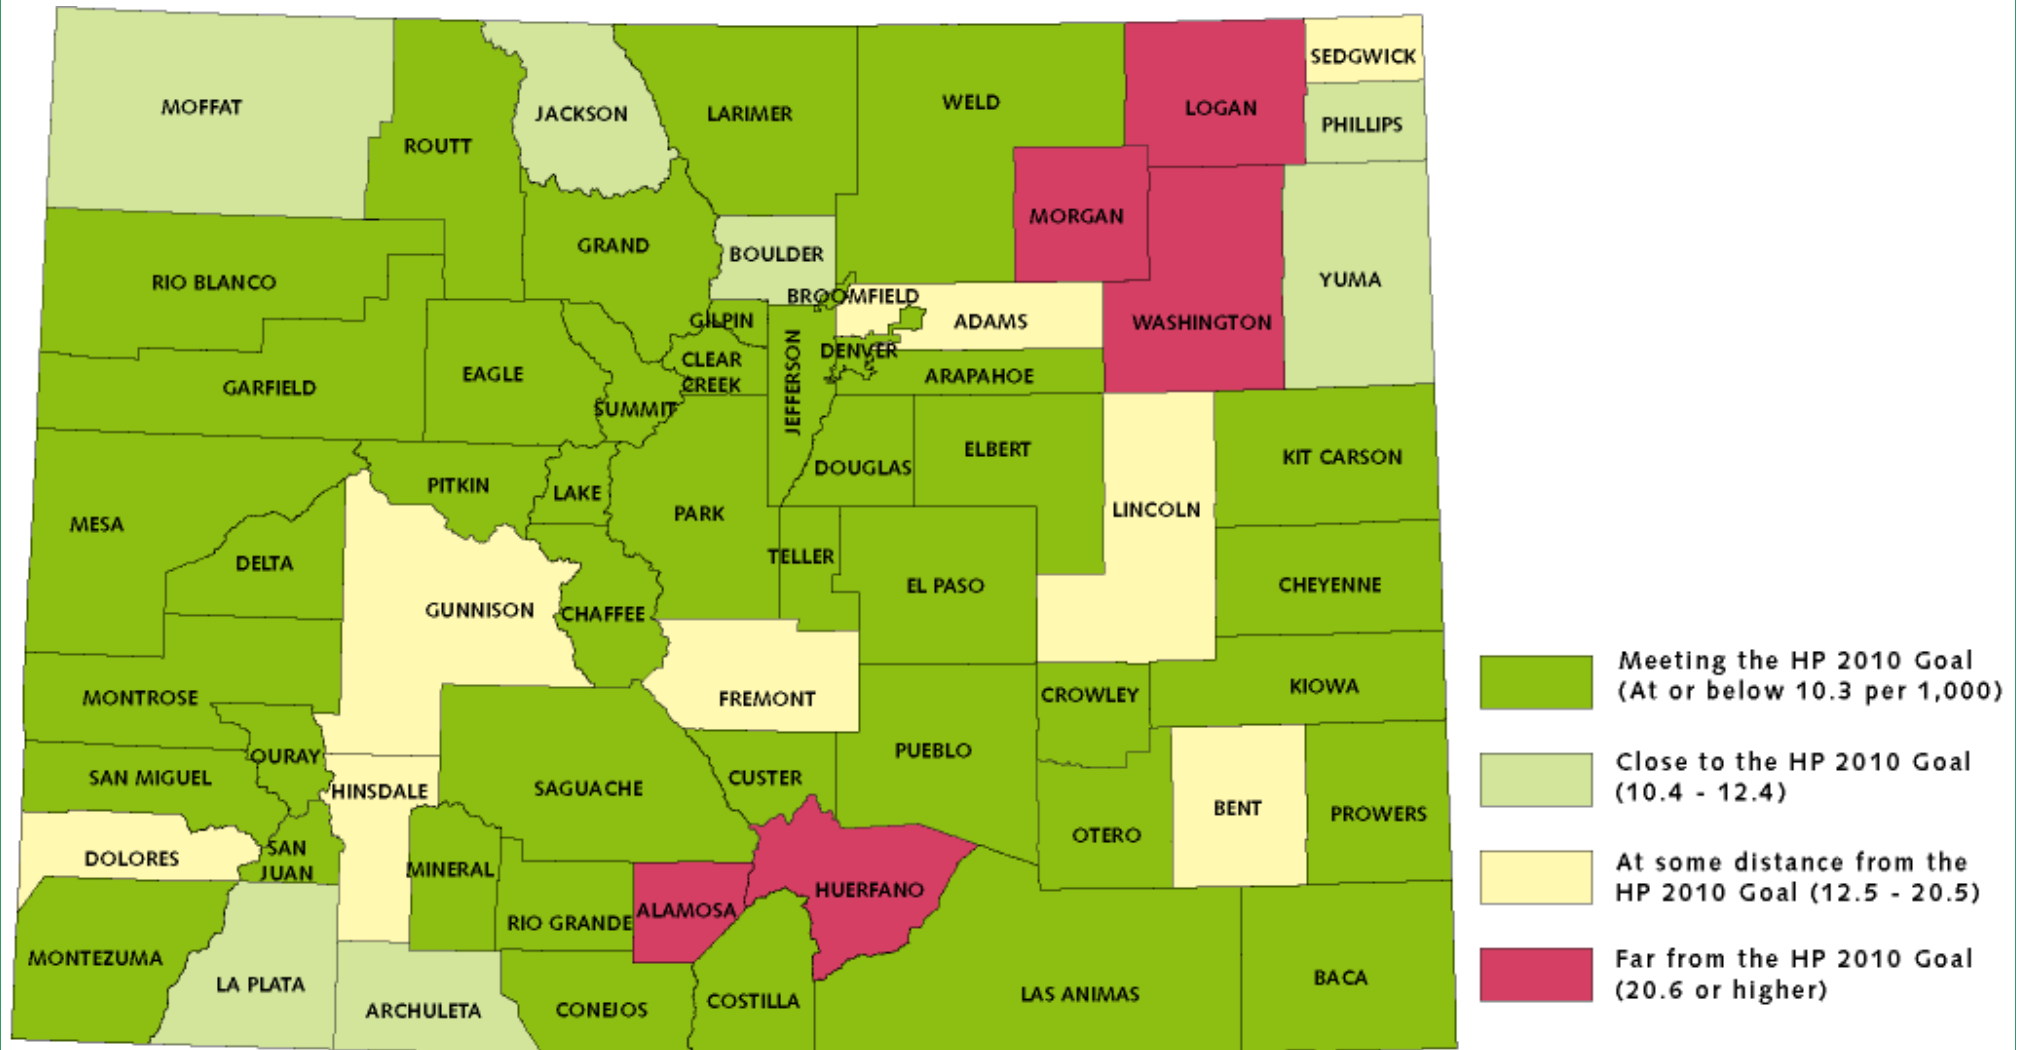 SEDGWICK
MOFFAT
JACKSON
LARIMER
WELD
LOGAN
PHILLIPS
ROUTT
MORGAN
GRAND
BOULDER
RIO BLANCO
YUMA
BROOMFIELD
GILPIN
ADAMS
WASHINGTON
CLEAR
CREEK
JEFFERSON
DENVER
ARAPAHOE
GARFIELD
EAGLE
SUMMIT
DOUGLAS
ELBERT
KIT CARSON
PITKIN
LAKE
PARK
LINCOLN
MESA
DELTA
TELLER
EL PASO
CHEYENNE
GUNNISON
CHAFFEE
MONTROSE
FREMONT
CROWLEY
KIOWA
OURAY
PUEBLO
SAN MIGUEL
HINSDALE
SAGUACHE
CUSTER
BENT
PROWERS
OTERO
DOLORES
SAN
JUAN
MINERAL
RIO GRANDE
ALAMOSA
HUERFANO
MONTEZUMA
LA PLATA
ARCHULETA
CONEJOS
COSTILLA
LAS ANIMAS
BACA
Meeting the HP 2010 Goal
(At or below 10.3 per 1,000)
Close to the HP 2010 Goal
(10.4 - 12.4)
At some distance from the
HP 2010 Goal (12.5 - 20.5)
Far from the HP 2010 Goal
(20.6 or higher)